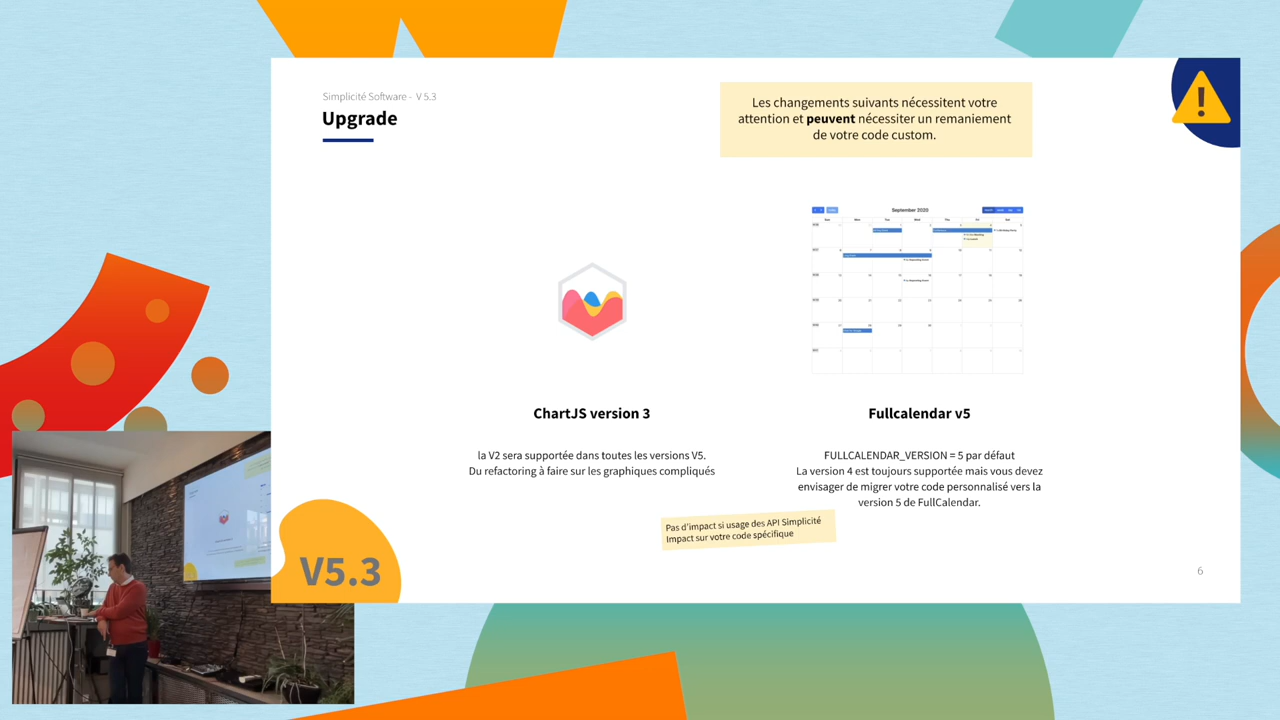 Simplicité Software - V 5.3
Upgrade
Les changements suivants nécessitent votre
attention et peuvent nécessiter un remaniement
de votre code custom.
September 2020
ChartJS version 3
la V2 sera supportée dans toutes les versions V5.
Du refactoring à faire sur les graphiques compliqués
Fullcalendar v5
FULLCALENDAR_VERSION = 5 par défaut
La version 4 est toujours supportée mais vous devez
envisager de migrer votre code personnalisé vers la
version 5 de FullCalendar.
Pas d'impact si usage des API Simplicité
Impact sur votre code spécifique
V5.3
6